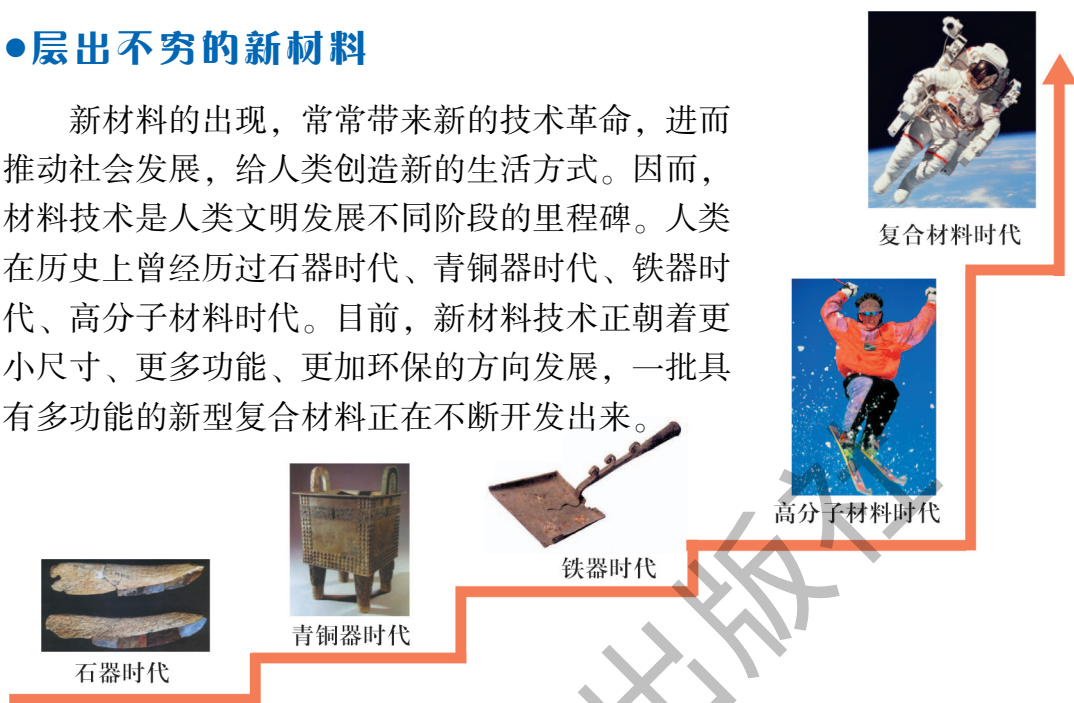 ●层出不穷的新材料
新材料的出现，常常带来新的技术革命，进而
推动社会发展，给人类创造新的生活方式。因而，
材料技术是人类文明发展不同阶段的里程碑。人类
在历史上曾经历过石器时代、青铜器时代、铁器时
代、高分子材料时代。目前，新材料技术正朝着更
小尺寸、更多功能、更加环保的方向发展，一批具
有多功能的新型复合材料正在不断开发出来。
石器时代
青铜器时代
铁器时代
高分子材料时代
复合材料时代
出版社